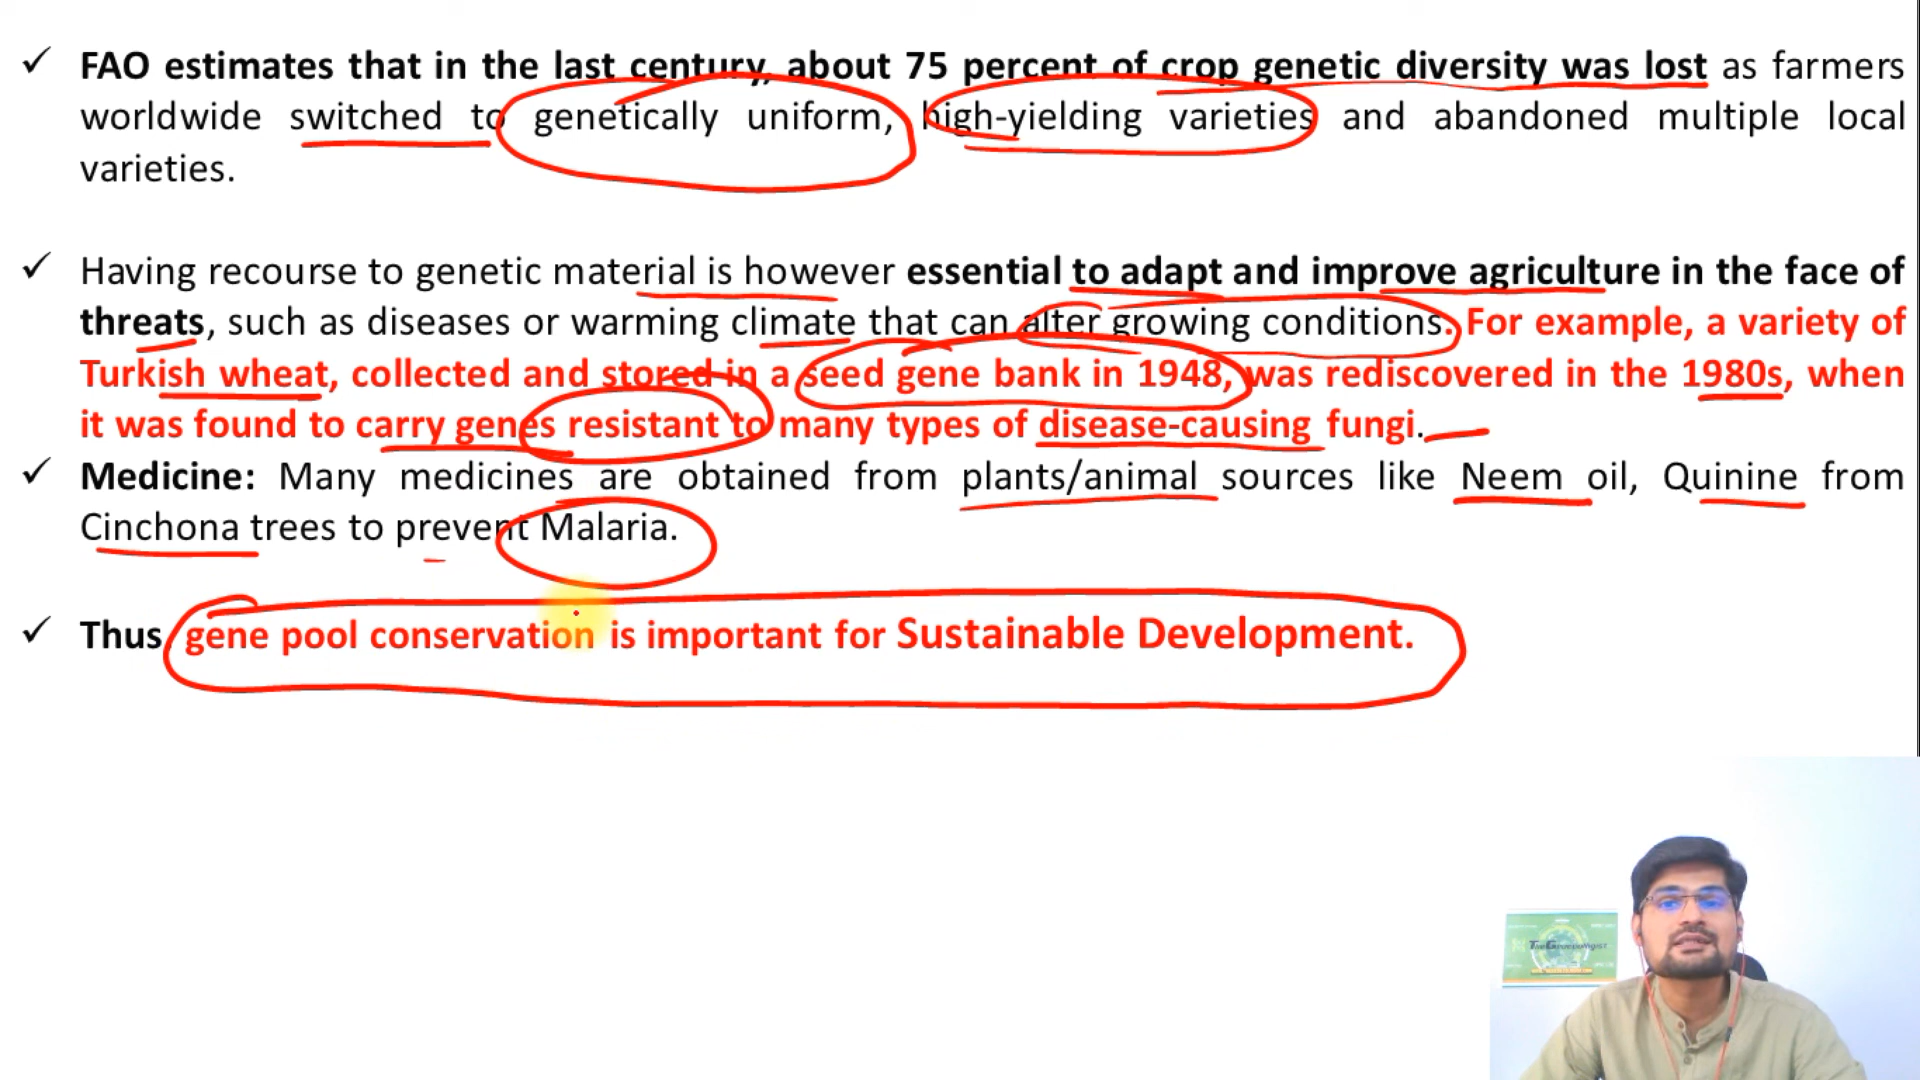 ✓ FAO estimates that in the last century, about 75 percent of crop genetic diversity was lost as farmers
worldwide switched to genetically uniform, high-yielding varieties and abandoned multiple local
varieties.
✓ Having recourse to genetic material is however essential to adapt and improve agriculture in the face of
threats, such as diseases or warming climate that can alter growing conditions. For example, a variety of
Turkish wheat, collected and stored in a seed gene bank in 1948, was rediscovered in the 1980s, when
it was found to carry genes resistant to many types of disease-causing fungi.
✓ Medicine: Many medicines are obtained from plants/animal sources like Neem oil, Quinine from
Cinchona trees to prevent Malaria.
✓ Thus gene pool conservation is important for Sustainable Development.